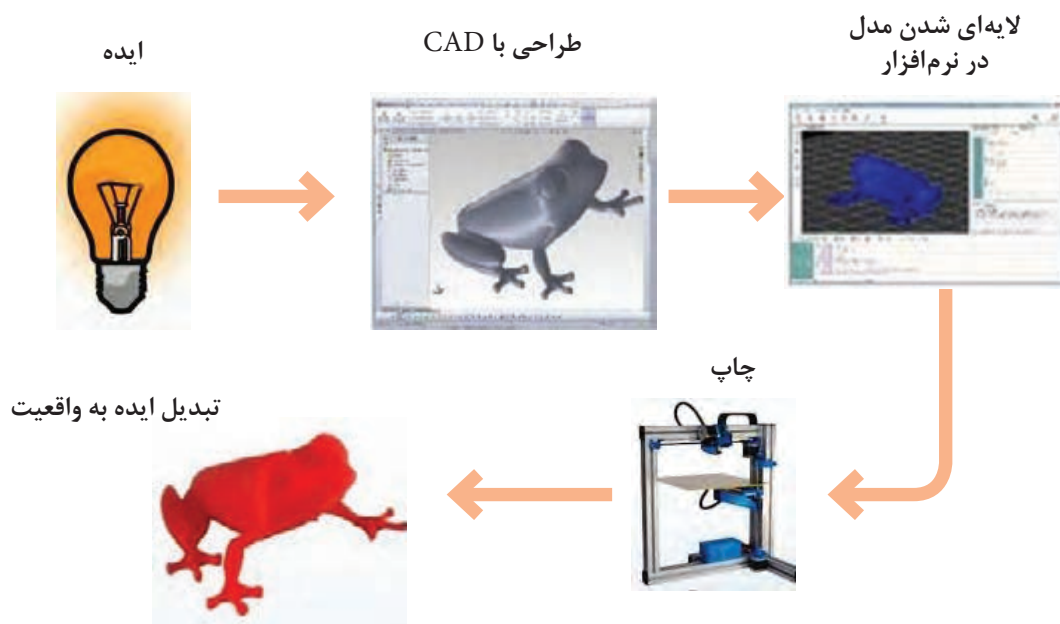 ایده
طراحی با CAD
لایه‌ای شدن مدل
در نرم‌افزار
چاپ
تبدیل ایده به واقعیت